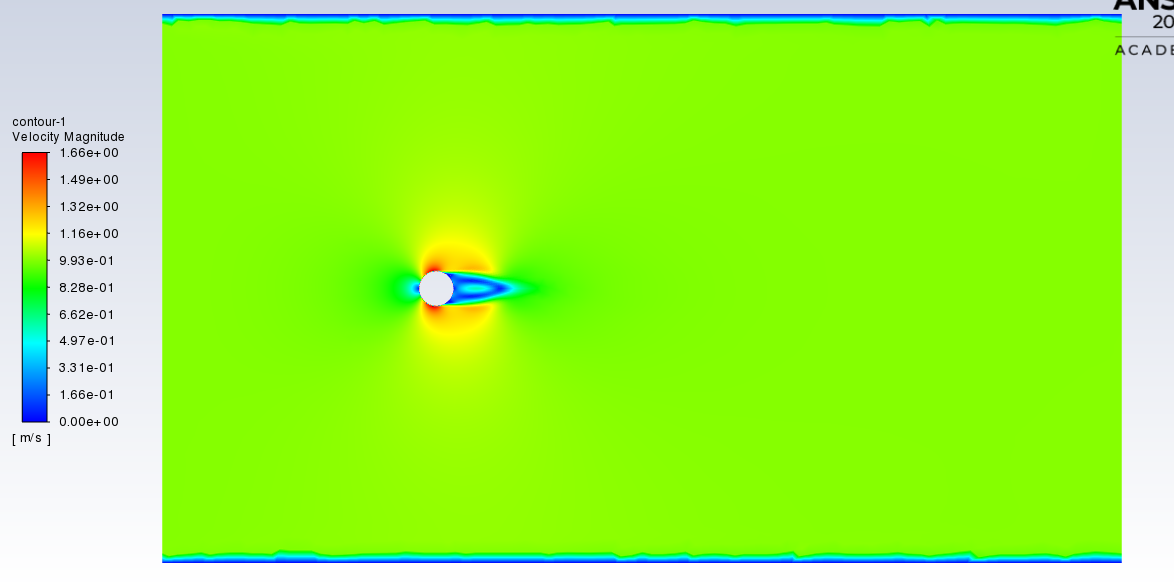 ANS
20
ACADE
contour-1
Velocity Magnitude
1.66e+00
1.49e+00
1.32e+00
1.16e+00
9.93e-01
8.28e-01
6.62e-01
4.97e-01
3.31e-01
1.66e-01
0.00e+00
[ m/s ]